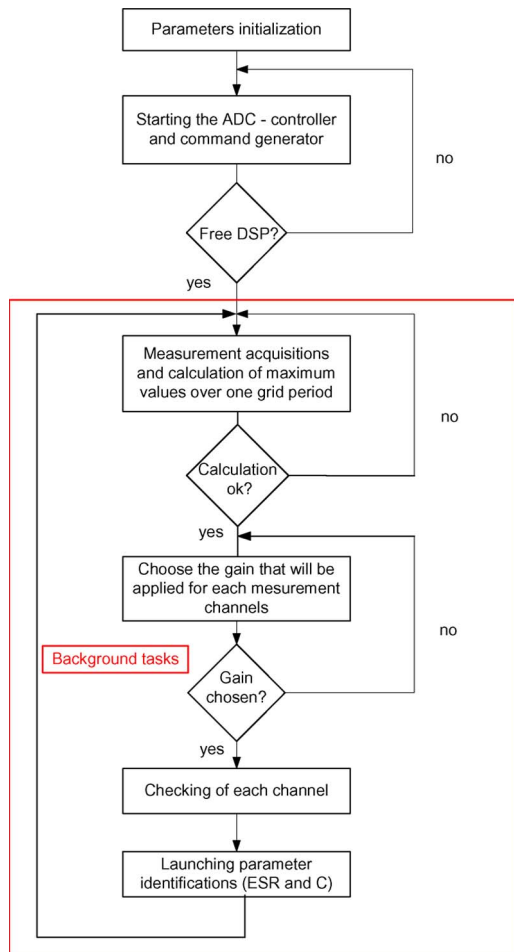 Parameters initialization
Starting the ADC - controller
and command generator
no
Free DSP?
yes
Measurement acquisitions
and calculation of maximum
values over one grid period
no
Calculation
ok?
yes
Choose the gain that will be
applied for each mesurement
channels
no
Background tasks
Gain
chosen?
yes
Checking of each channel
Launching parameter
identifications (ESR and C)